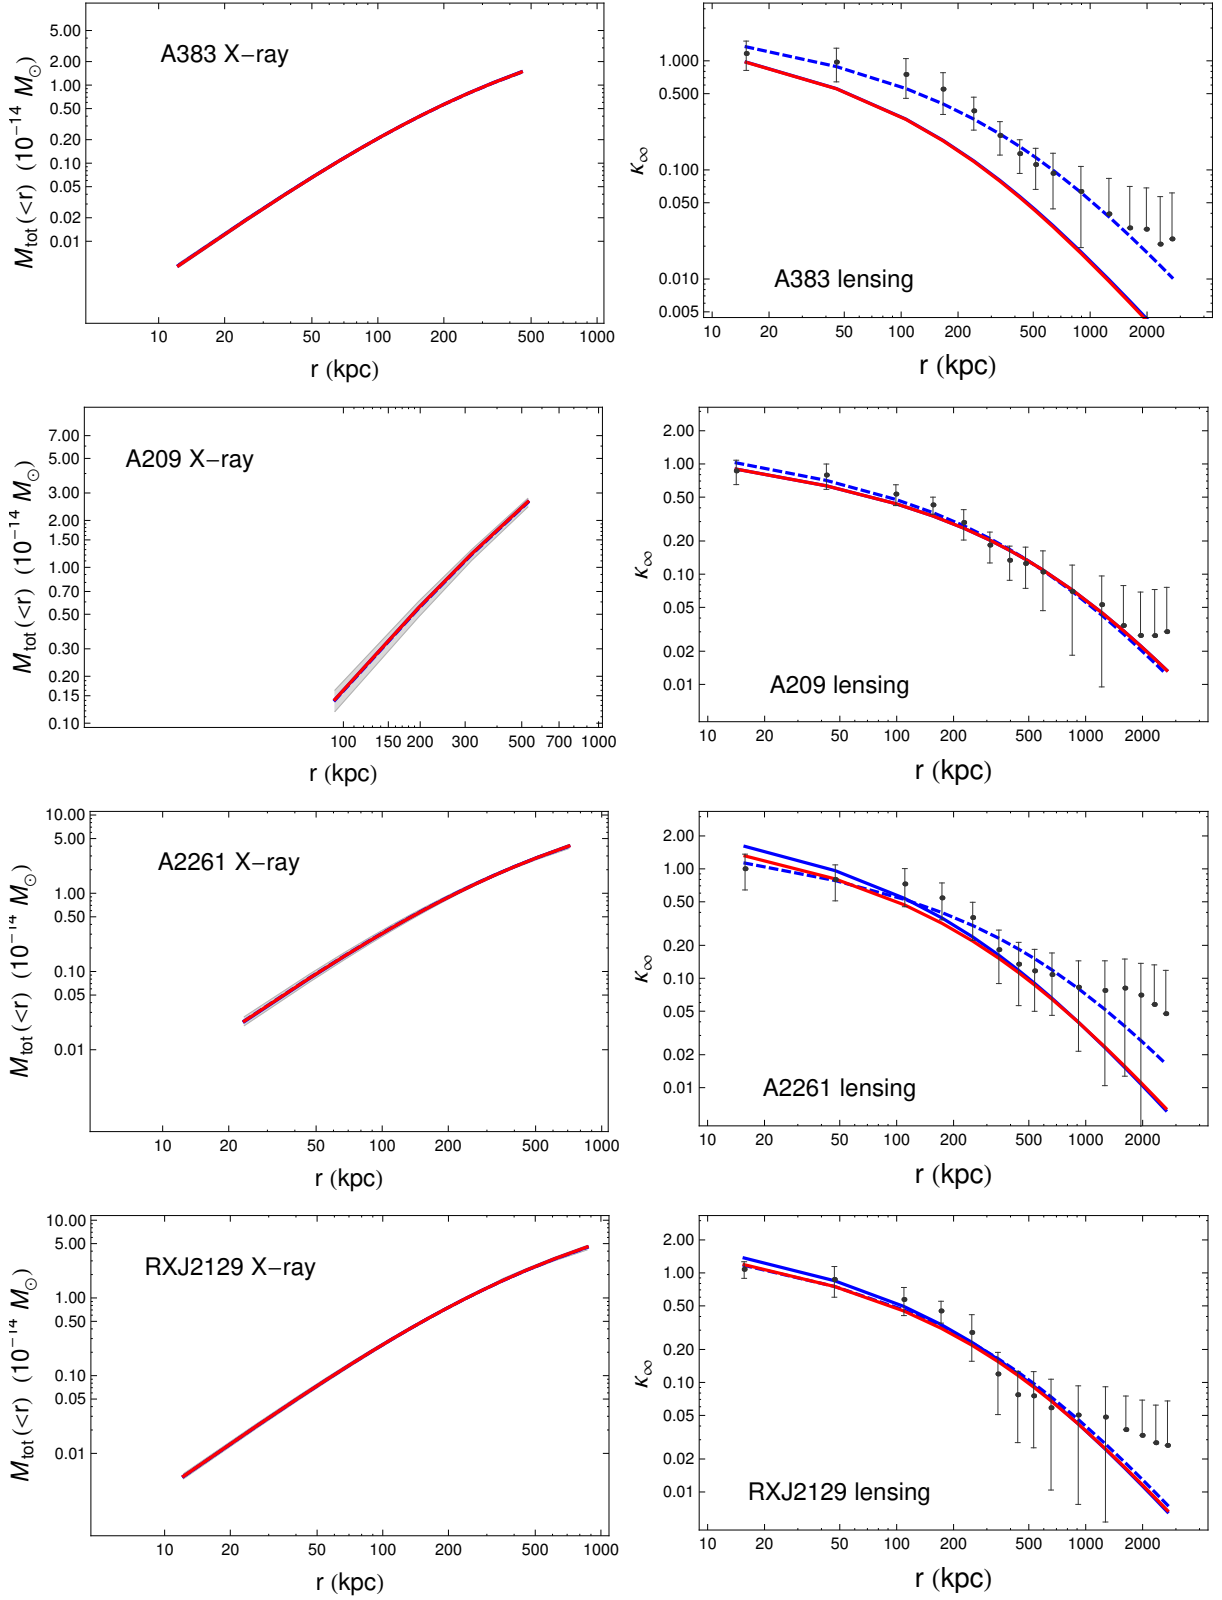 A383 X−ray
M_tot(<r) (10^−14 M_⊙)
5.00
2.00
1.00
0.50
0.20
0.10
0.05
0.02
0.01
10 20 50 100 200 500 1000
r (kpc)
A383 lensing
κ_∞
1.000
0.500
0.100
0.050
0.010
0.005
10 20 50 100 200 500 1000 2000
r (kpc)
A209 X−ray
M_tot(<r) (10^−14 M_⊙)
7.00
5.00
3.00
2.00
1.50
1.00
0.70
0.50
0.30
0.20
0.15
0.10
100 150 200 300 500 700 1000
r (kpc)
A209 lensing
κ_∞
2.00
1.00
0.50
0.20
0.10
0.05
0.02
0.01
10 20 50 100 200 500 1000 2000
r (kpc)
A2261 X−ray
M_tot(<r) (10^−14 M_⊙)
10.00
5.00
1.00
0.50
0.10
0.05
0.01
10 20 50 100 200 500 1000
r (kpc)
A2261 lensing
κ_∞
2.00
1.00
0.50
0.20
0.10
0.05
0.02
0.01
10 20 50 100 200 500 1000 2000
r (kpc)
RXJ2129 X−ray
M_tot(<r) (10^−14 M_⊙)
10.00
5.00
1.00
0.50
0.10
0.05
0.01
10 20 50 100 200 500 1000
r (kpc)
RXJ2129 lensing
κ_∞
2.00
1.00
0.50
0.20
0.10
0.05
0.02
0.01
10 20 50 100 200 500 1000 2000
r (kpc)